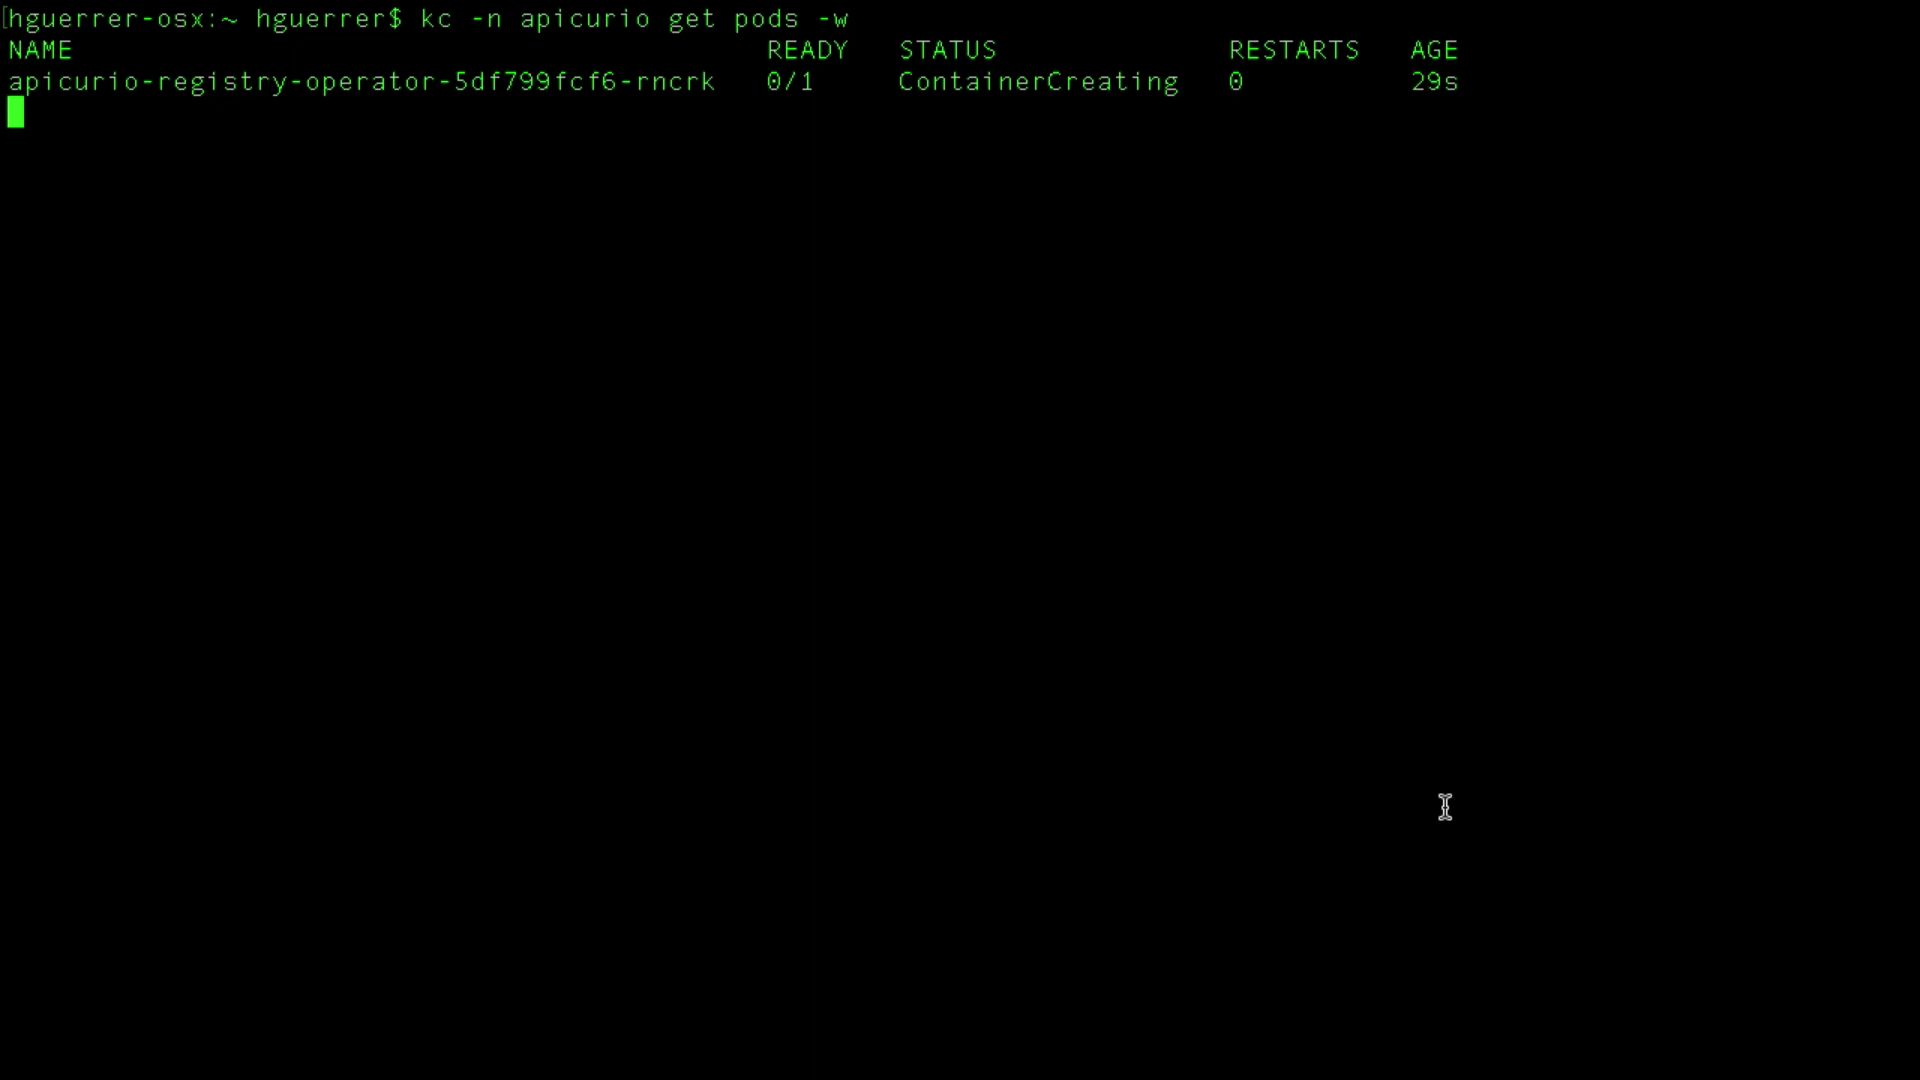 [hguerrer-osx:~ hguerrer$ kc -n apicurio get pods -w
NAME READY STATUS RESTARTS AGE
apicurio-registry-operator-5df799fcf6-rncrk 0/1 ContainerCreating 0 29s